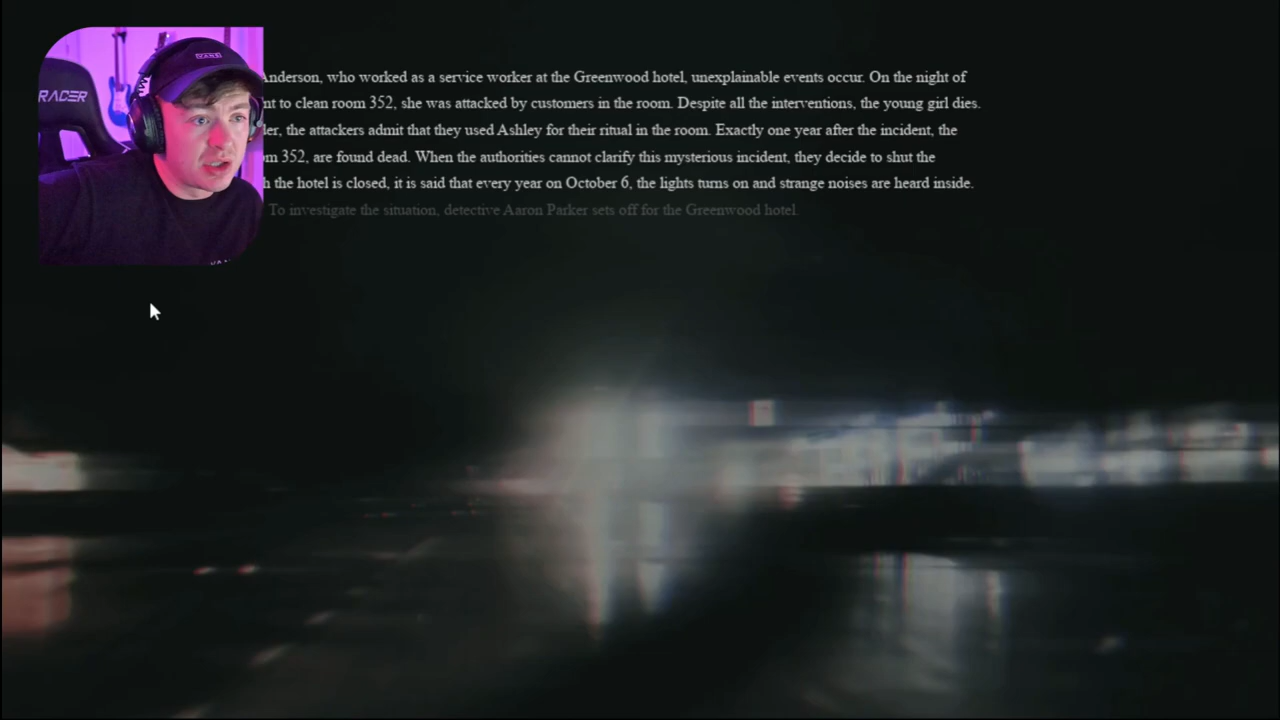 VANS
RACER
Anderson, who worked as a service worker at the Greenwood hotel, unexplainable events occur. On the night of
nt to clean room 352, she was attacked by customers in the room. Despite all the interventions, the young girl dies.
er, the attackers admit that they used Ashley for their ritual in the room. Exactly one year after the incident, the
m 352, are found dead. When the authorities cannot clarify this mysterious incident, they decide to shut the
h the hotel is closed, it is said that every year on October 6, the lights turns on and strange noises are heard inside.
To investigate the situation, detective Aaron Parker sets off for the Greenwood hotel.